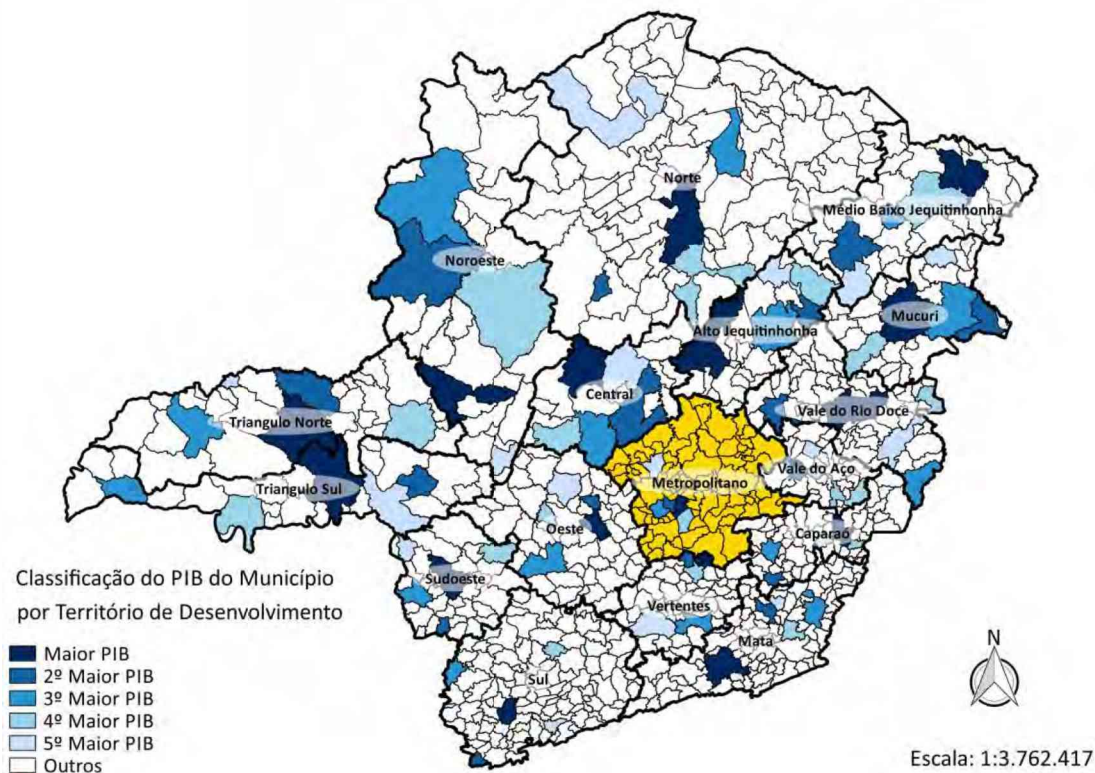 Norte
Médio Baixo Jequitinhonha
Noroeste
Mucuri
Alto Jequitinhonha
Central
Vale do Rio Doce
Triangulo Norte
Vale do Aço
Metropolitano
Triangulo Sul
Oeste
Caparaó
Sudoeste
Vertentes
Mata
Sul
Classificação do PIB do Município
por Território de Desenvolvimento
Maior PIB
2º Maior PIB
3º Maior PIB
4º Maior PIB
5º Maior PIB
Outros
N
Escala: 1:3.762.417